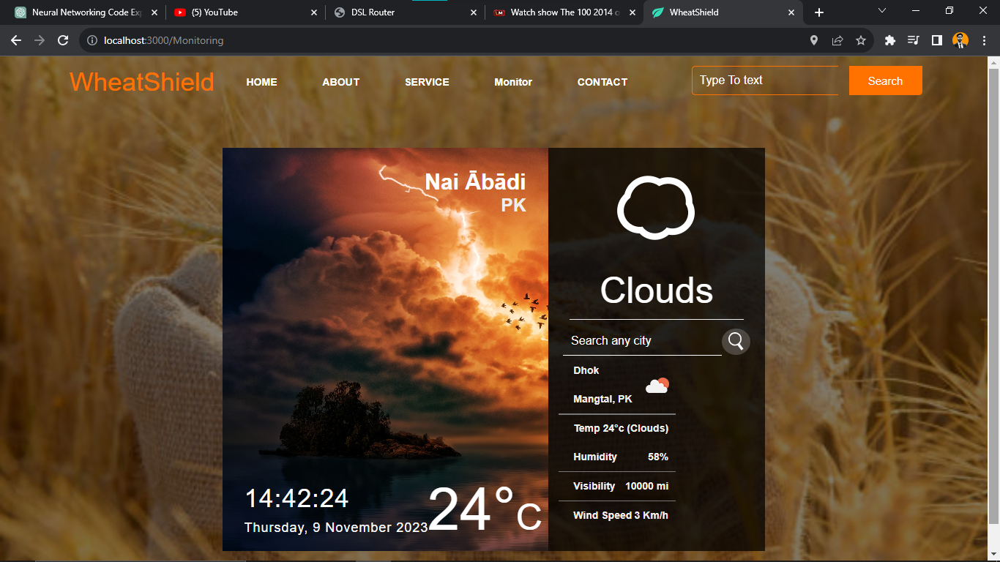 Neural Networking Code Ex
(5) YouTube
DSL Router
Watch show The 100 2014 o
WheatShield
localhost:3000/Monitoring
WheatShield
HOME
ABOUT
SERVICE
Monitor
CONTACT
Type To text
Search
Nai Ābādi
PK
14:42:24
Thursday, 9 November 2023
24°C
Clouds
Search any city
Dhok
Mangtal, PK
Temp 24°c (Clouds)
Humidity 58%
Visibility 10000 mi
Wind Speed 3 Km/h